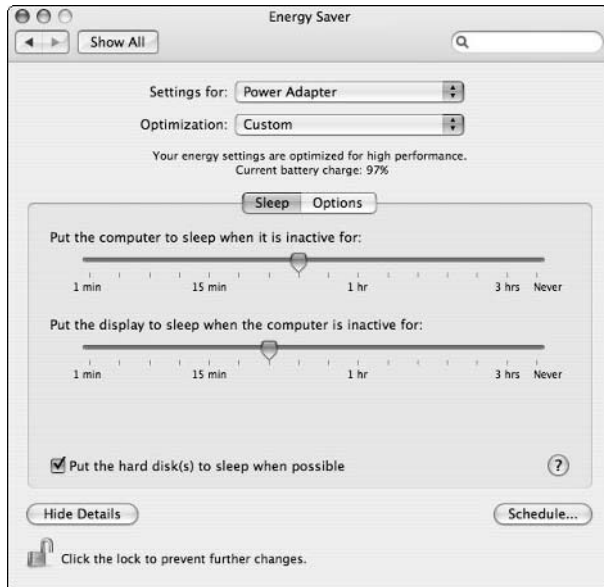 Energy Saver
Show All
Settings for: Power Adapter
Optimization: Custom
Your energy settings are optimized for high performance.
Current battery charge: 97%
Sleep Options
Put the computer to sleep when it is inactive for:
1 min 15 min 1 hr 3 hrs Never
Put the display to sleep when the computer is inactive for:
1 min 15 min 1 hr 3 hrs Never
Put the hard disk(s) to sleep when possible ?
Hide Details Schedule...
Click the lock to prevent further changes.